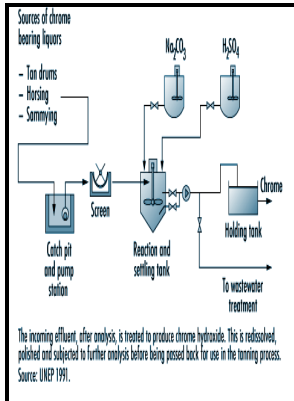 Sources of chrome
bearing liquors
– Tan drums
– Horsing
– Sammying
Na2CO3
H2SO4
Screen
Chrome
Catch pit
and pump
station
Reaction and
settling tank
Holding tank
To wastewater
treatment
The incoming effluent, after analysis, is treated to produce chrome hydroxide. This is redissolved,
polished and subjected to further analysis before being passed back for use in the tanning process.
Source: UNEP 1991.